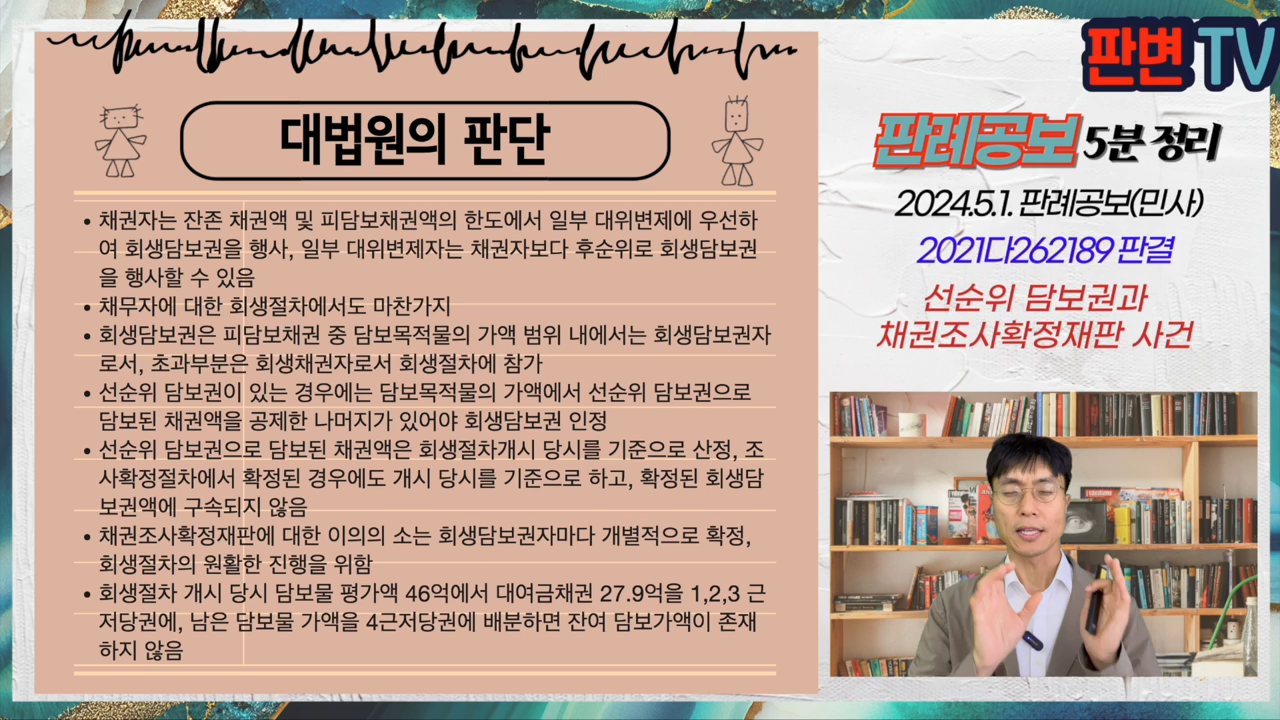 대법원의 판단
• 채권자는 잔존 채권액 및 피담보채권액의 한도에서 일부 대위변제에 우선하
여 회생담보권을 행사, 일부 대위변제자는 채권자보다 후순위로 회생담보권
을 행사할 수 있음
• 채무자에 대한 회생절차에서도 마찬가지
• 회생담보권은 피담보채권 중 담보목적물의 가액 범위 내에서는 회생담보권자
로서, 초과부분은 회생채권자로서 회생절차에 참가
• 선순위 담보권이 있는 경우에는 담보목적물의 가액에서 선순위 담보권으로
담보된 채권액을 공제한 나머지가 있어야 회생담보권 인정
• 선순위 담보권으로 담보된 채권액은 회생절차개시 당시를 기준으로 산정, 조
사확정절차에서 확정된 경우에도 개시 당시를 기준으로 하고, 확정된 회생담
보권액에 구속되지 않음
• 채권조사확정재판에 대한 이의의 소는 회생담보권자마다 개별적으로 확정,
회생절차의 원활한 진행을 위함
• 회생절차 개시 당시 담보물 평가액 46억에서 대여금채권 27.9억을 1,2,3 근
저당권에, 남은 담보물 가액을 4근저당권에 배분하면 잔여 담보가액이 존재
하지 않음
판변 TV
판례공보 5분 정리
2024.5.1. 판례공보(민사)
2021다262189 판결
선순위 담보권과
채권조사확정재판 사건